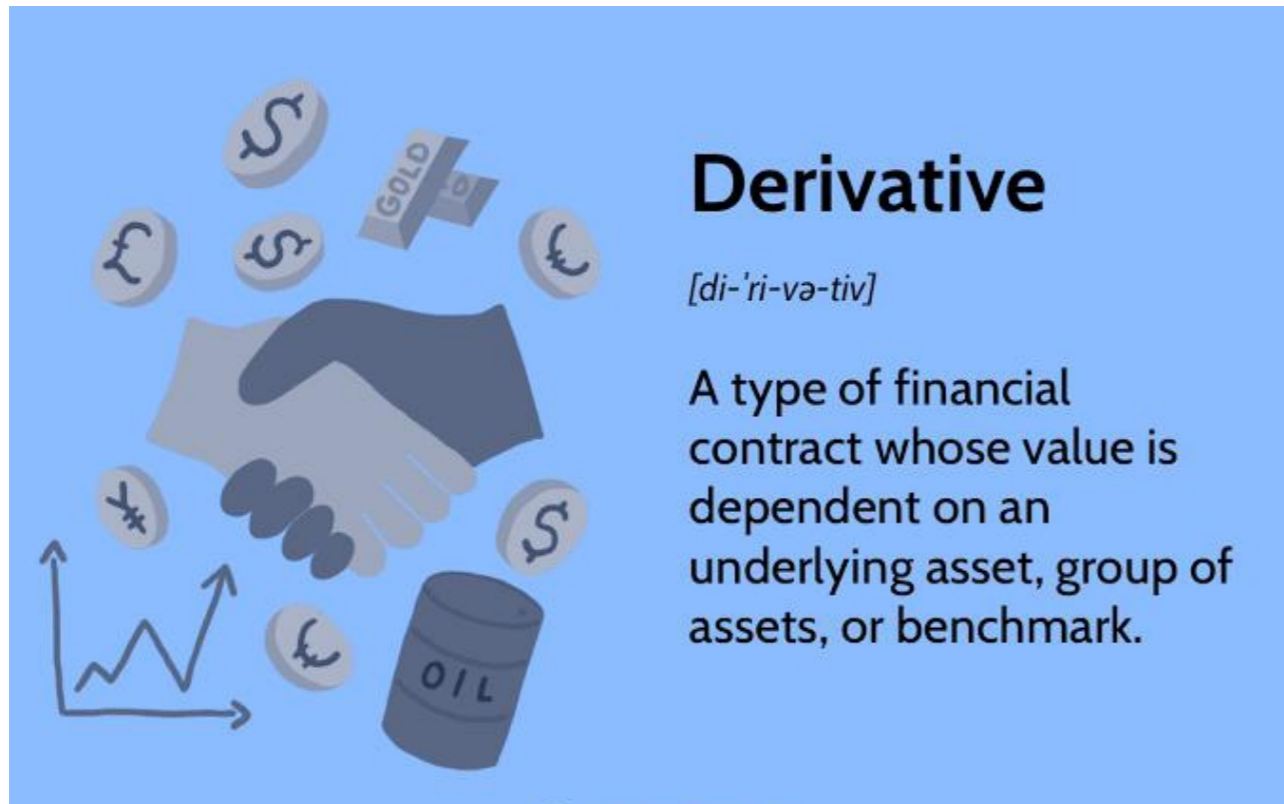 $
GOLD
LD
£
$
€
Derivative
[di-ˈri-və-tiv]
A type of financial
contract whose value is
dependent on an
underlying asset, group of
assets, or benchmark.
¥
$
€
OIL